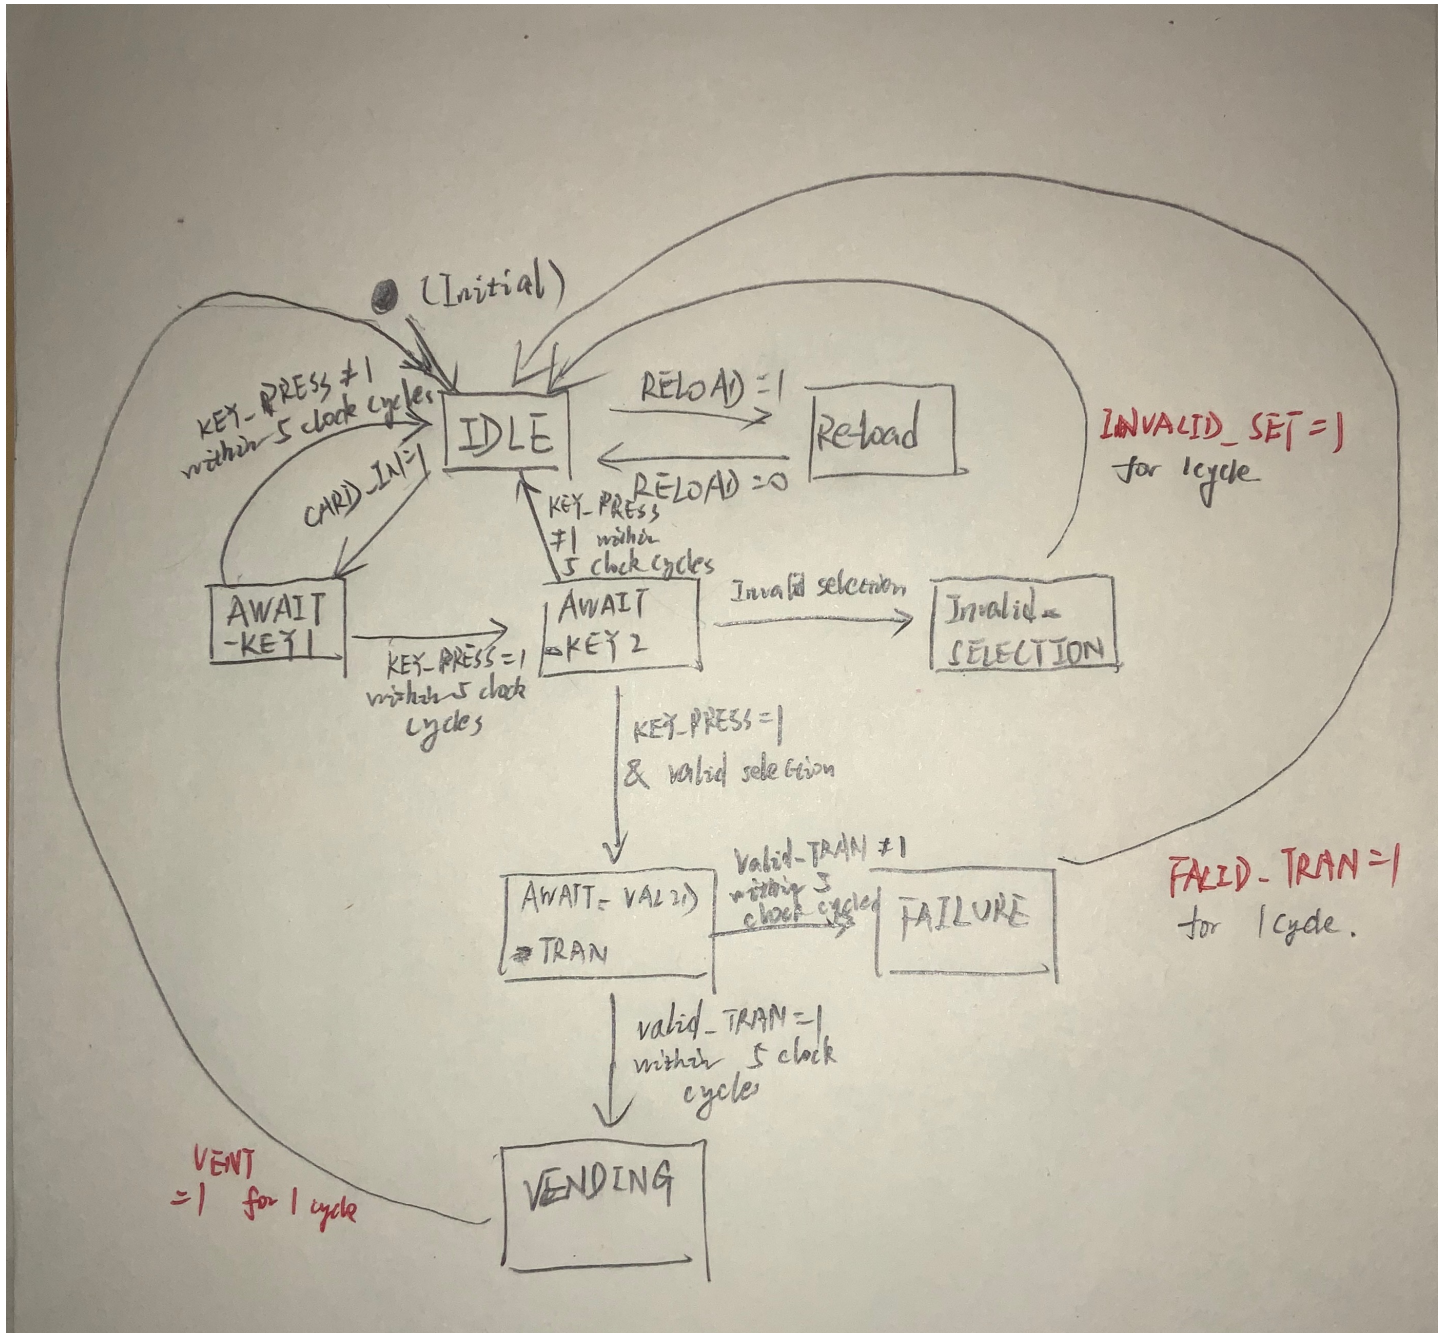 (Initial)
KEY_PRESS ≠1
within 5 clock cycles
IDLE
RELOAD=1
Reload
RELOAD=0
INVALID_SET=1
for 1cycle
CARD_IN=1
KEY_PRESS
≠1 within
5 clock cycles
AWAIT
-KEY1
KEY_PRESS=1
within 5 clock
cycles
AWAIT
-KEY2
Invalid selection
Invalid-
SELECTION
KEY_PRESS=1
& valid selection
AWAIT- VALID
-TRAN
Valid_TRAN ≠1
within 5
clock cycles
FAILURE
FALID_TRAN=1
for 1cycle.
valid_TRAN=1
within 5 clock
cycles
VENT
=1 for 1 cycle
VENDING